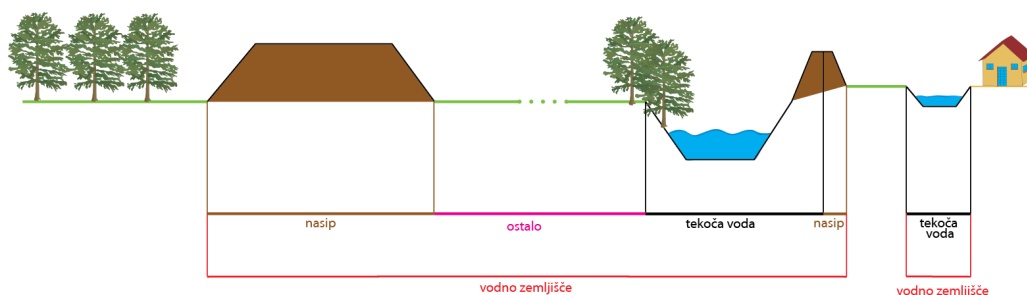 nasip
ostalo
tekoča voda
nasip
tekoča
voda
vodno zemljišče
vodno zemljišče